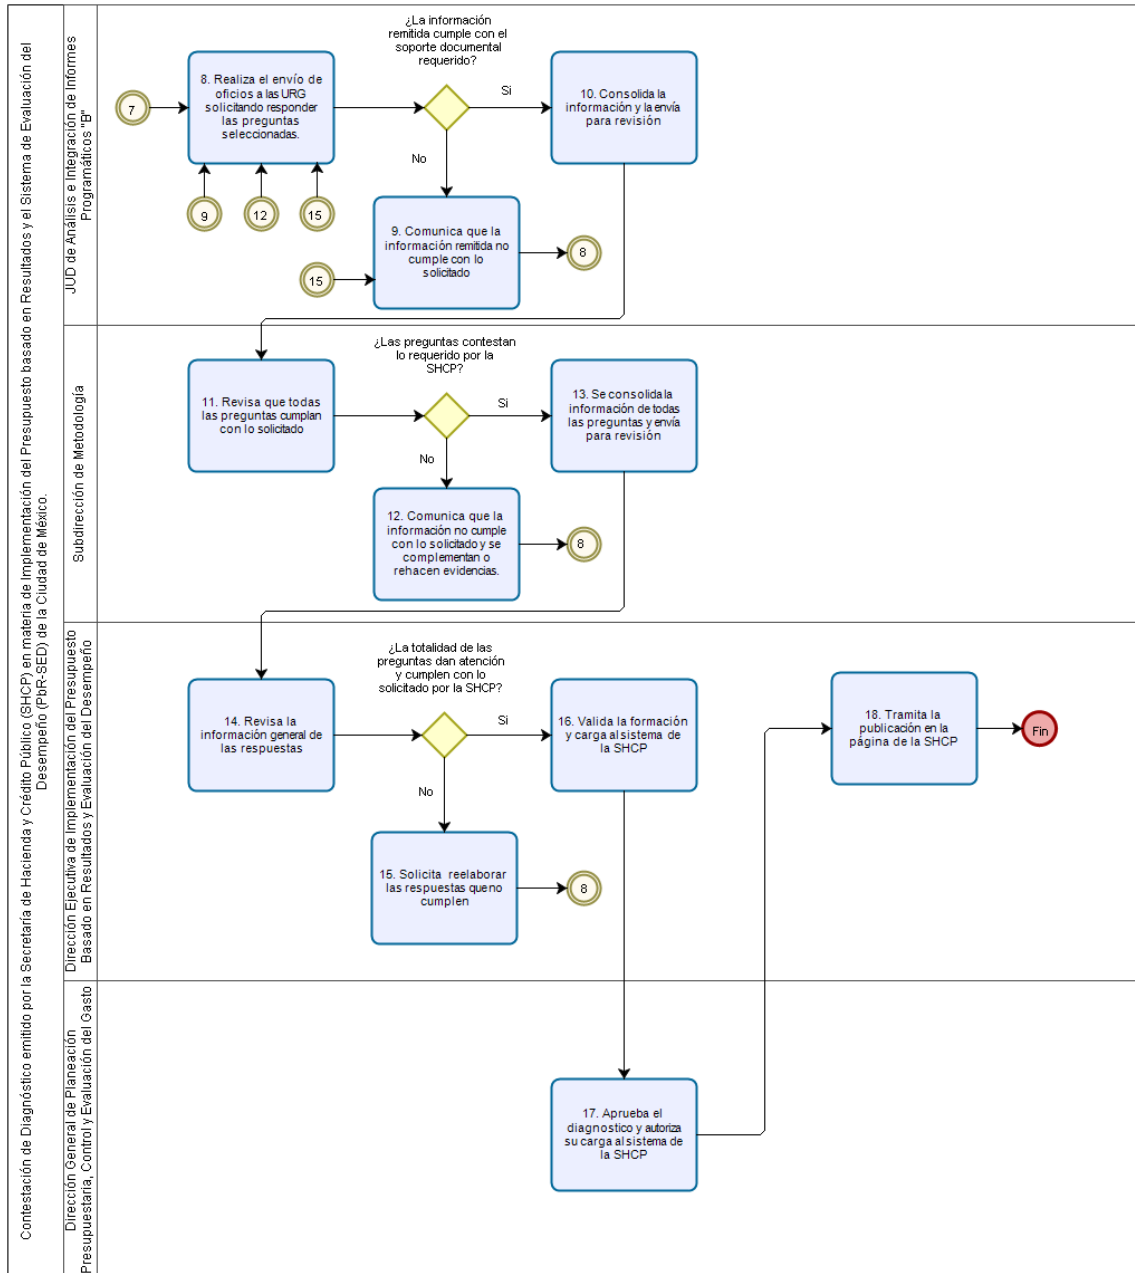 Contestación de Diagnóstico emitido por la Secretaría de Hacienda y Crédito Público (SHCP) en materia de Implementación del Presupuesto basado en Resultados y el Sistema de Evaluación del
Desempeño (PbR-SED) de la Ciudad de México.
JUD de Análisis e Integración de Informes
Programáticos "B"
7
8. Realiza el envío de
oficios a las URG
solicitando responder
las preguntas
seleccionadas.
9
12
15
¿La información
remitida cumple con el
soporte documental
requerido?
Si
No
10. Consolida la
información y la envía
para revisión
9. Comunica que la
información remitida no
cumple con lo
solicitado
15
8
Subdirección de Metodología
11. Revisa que todas
las preguntas cumplan
con lo solicitado
¿Las preguntas contestan
lo requerido por la
SHCP?
Si
No
13. Se consolida la
información de todas
las preguntas y envía
para revisión
12. Comunica que la
información no cumple
con lo solicitado y se
complementan o
rehacen evidencias.
8
Dirección Ejecutiva de Implementación del Presupuesto
Basado en Resultados y Evaluación del Desempeño
14. Revisa la
información general de
las respuestas
¿La totalidad de las
preguntas dan atención
y cumplen con lo
solicitado por la SHCP?
Si
No
16. Valida la formación
y carga al sistema de
la SHCP
15. Solicita reelaborar
las respuestas que no
cumplen
8
18. Tramita la
publicación en la
página de la SHCP
Fin
Dirección General de Planeación
Presupuestaria, Control y Evaluación del Gasto
17. Aprueba el
diagnostico y autoriza
su carga al sistema de
la SHCP